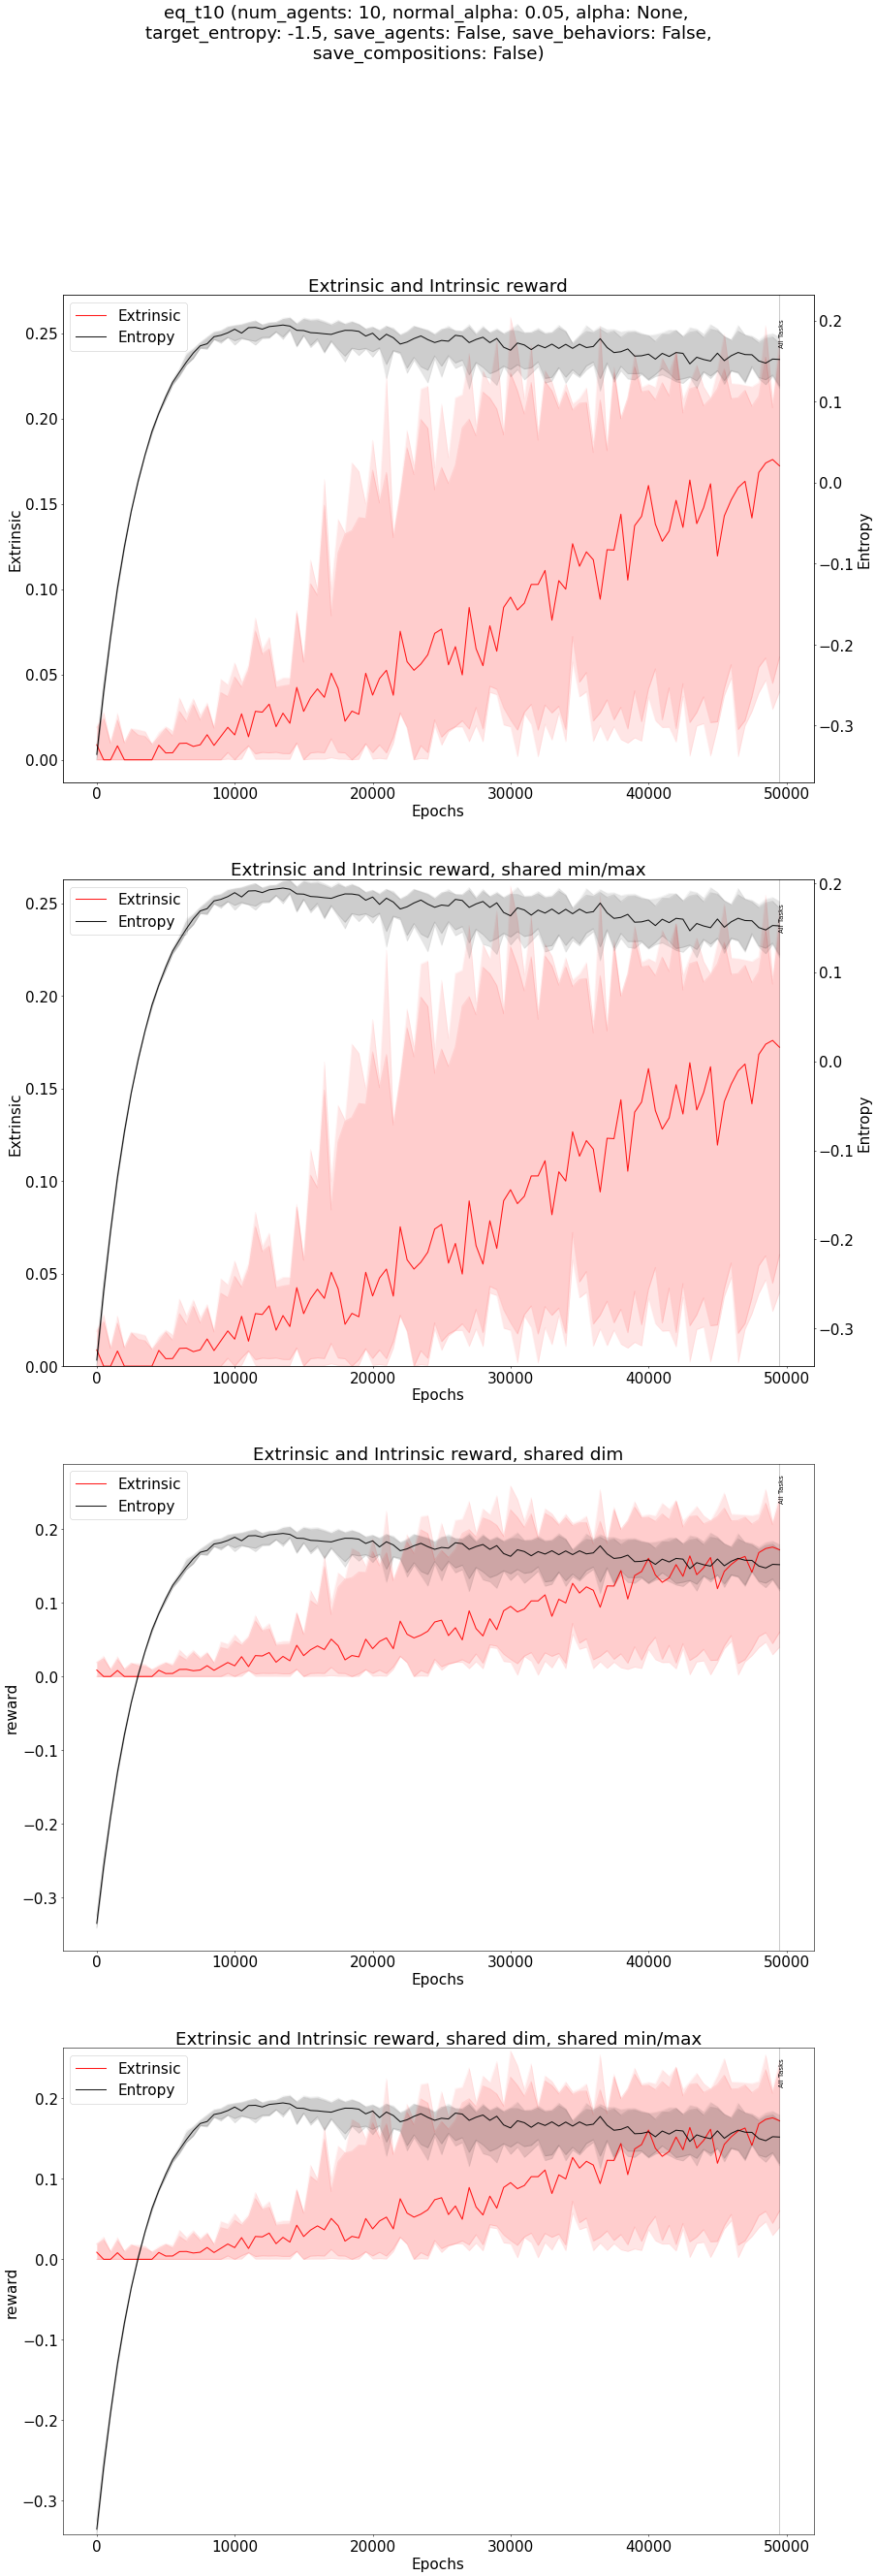 eq_t10 (num_agents: 10, normal_alpha: 0.05, alpha: None,
target_entropy: -1.5, save_agents: False, save_behaviors: False,
save_compositions: False)
Extrinsic and Intrinsic reward
Extrinsic
Entropy
All Tasks
0.25
0.20
0.15
0.10
0.05
0.00
Extrinsic
0.2
0.1
0.0
−0.1
−0.2
−0.3
Entropy
0 10000 20000 30000 40000 50000
Epochs
Extrinsic and Intrinsic reward, shared min/max
Extrinsic
Entropy
All Tasks
0.25
0.20
0.15
0.10
0.05
0.00
Extrinsic
0.2
0.1
0.0
−0.1
−0.2
−0.3
Entropy
0 10000 20000 30000 40000 50000
Epochs
Extrinsic and Intrinsic reward, shared dim
Extrinsic
Entropy
All Tasks
0.2
0.1
0.0
−0.1
−0.2
−0.3
reward
0 10000 20000 30000 40000 50000
Epochs
Extrinsic and Intrinsic reward, shared dim, shared min/max
Extrinsic
Entropy
All Tasks
0.2
0.1
0.0
−0.1
−0.2
−0.3
reward
0 10000 20000 30000 40000 50000
Epochs